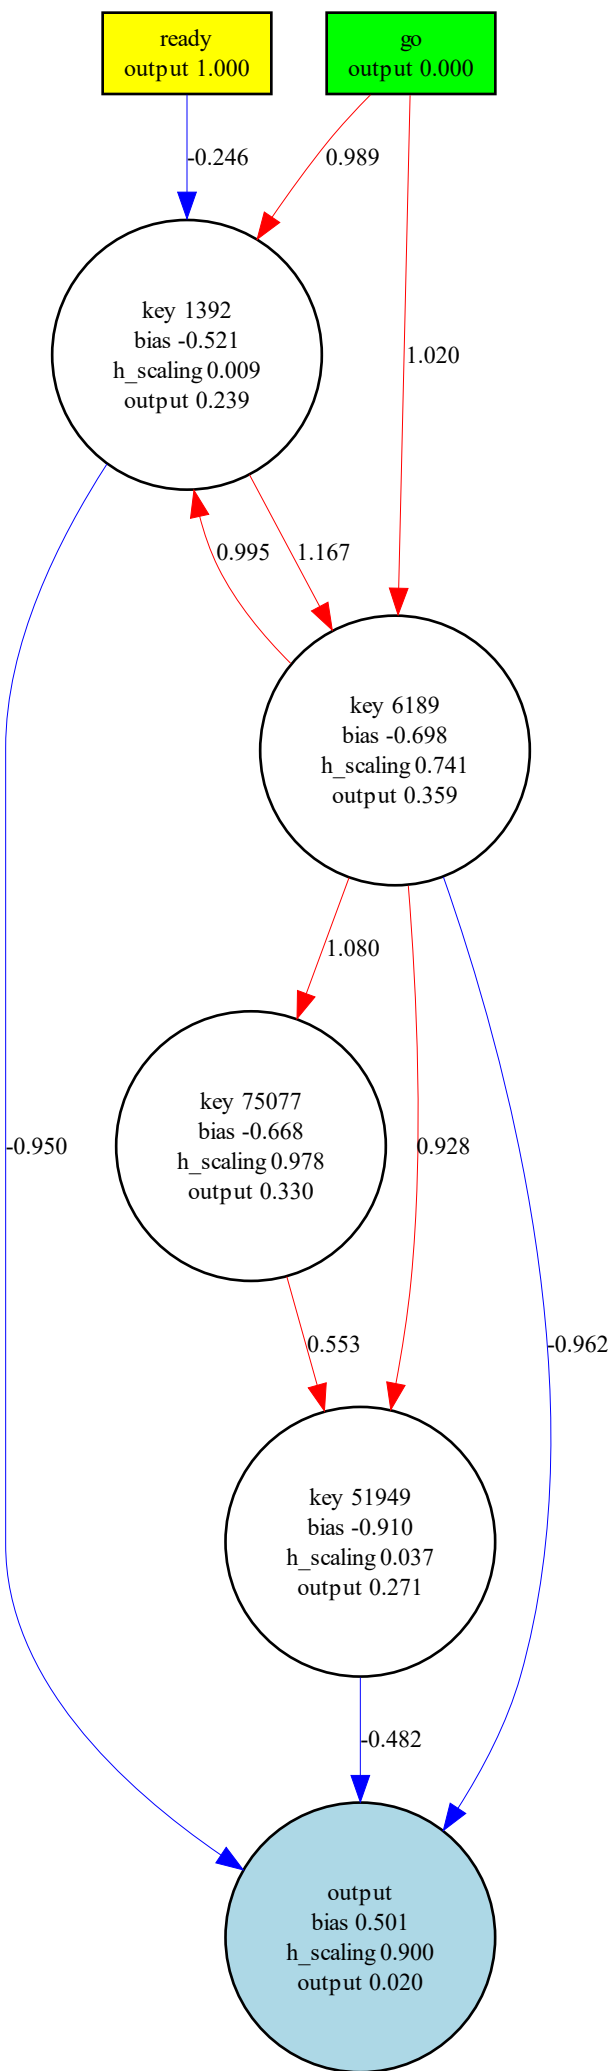 ready
output 1.000
go
output 0.000
-0.246
0.989
1.020
key 1392
bias -0.521
h_scaling 0.009
output 0.239
0.995
1.167
key 6189
bias -0.698
h_scaling 0.741
output 0.359
1.080
-0.950
0.928
key 75077
bias -0.668
h_scaling 0.978
output 0.330
0.553
-0.962
key 51949
bias -0.910
h_scaling 0.037
output 0.271
-0.482
output
bias 0.501
h_scaling 0.900
output 0.020